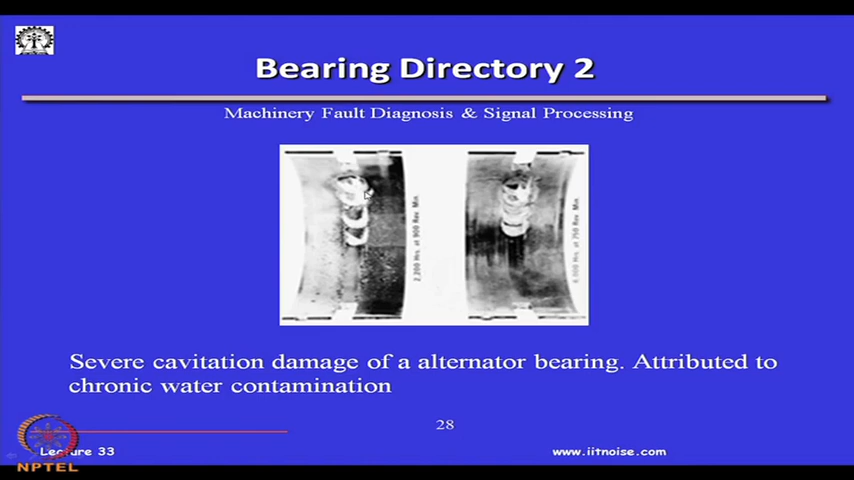 Bearing Directory 2
Machinery Fault Diagnosis & Signal Processing
2,200 Hrs. at 900 Rev. Min.
Hrs. at 750 Rev. Min.
Severe cavitation damage of a alternator bearing. Attributed to
chronic water contamination
28
Lecture 33
www.iitnoise.com
NPTEL